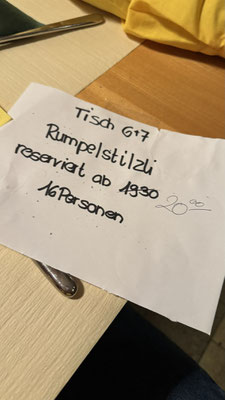 Tisch 6+7
Rumpelstilzli
reserviert ab 1930 20⁰⁰
16 Personen